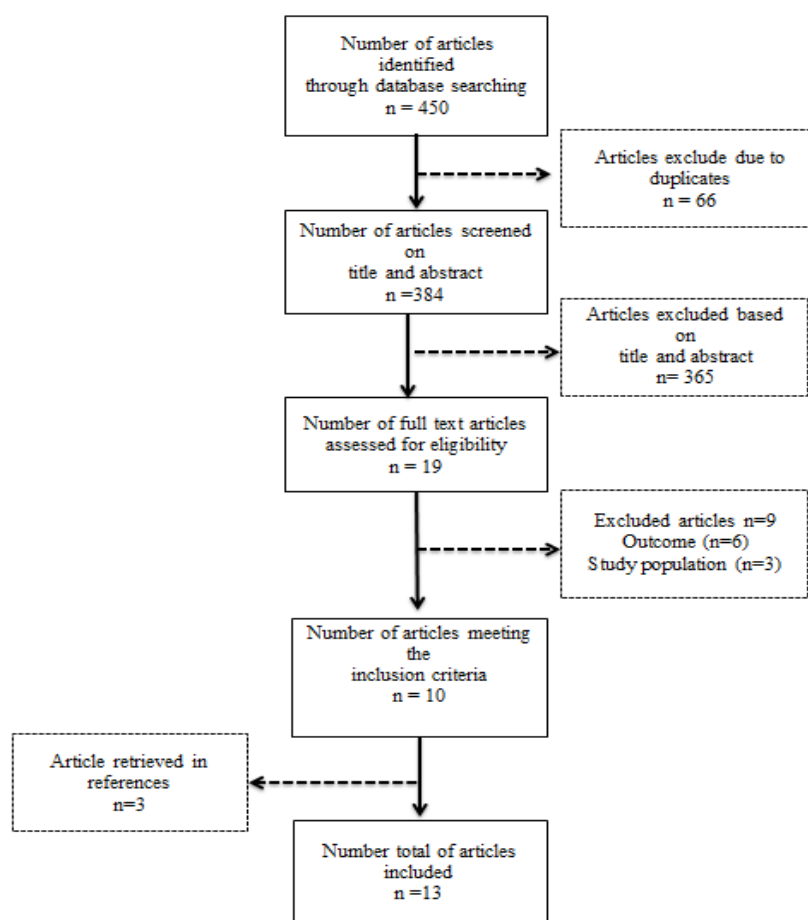 Number of articles
identified
through database searching
n = 450
Articles exclude due to
duplicates
n = 66
Number of articles screened
on
title and abstract
n =384
Articles excluded based
on
title and abstract
n= 365
Number of full text articles
assessed for eligibility
n = 19
Excluded articles n=9
Outcome (n=6)
Study population (n=3)
Number of articles meeting
the
inclusion criteria
n = 10
Article retrieved in
references
n=3
Number total of articles
included
n =13